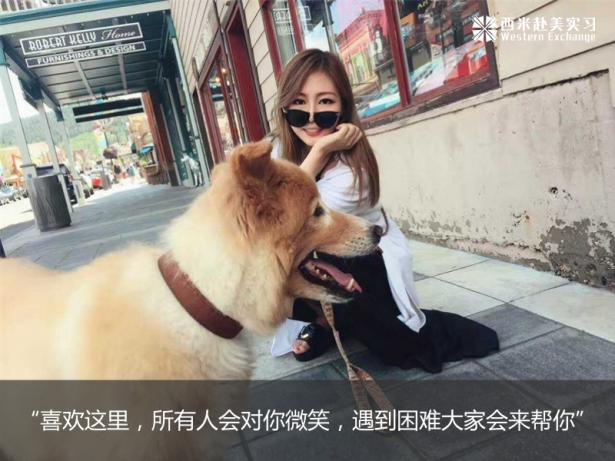 西米赴美实习
Western Exchange
ROBERT KELLY Home
FURNISHINGS & DESIGN
“喜欢这里，所有人会对你微笑，遇到困难大家会来帮你”